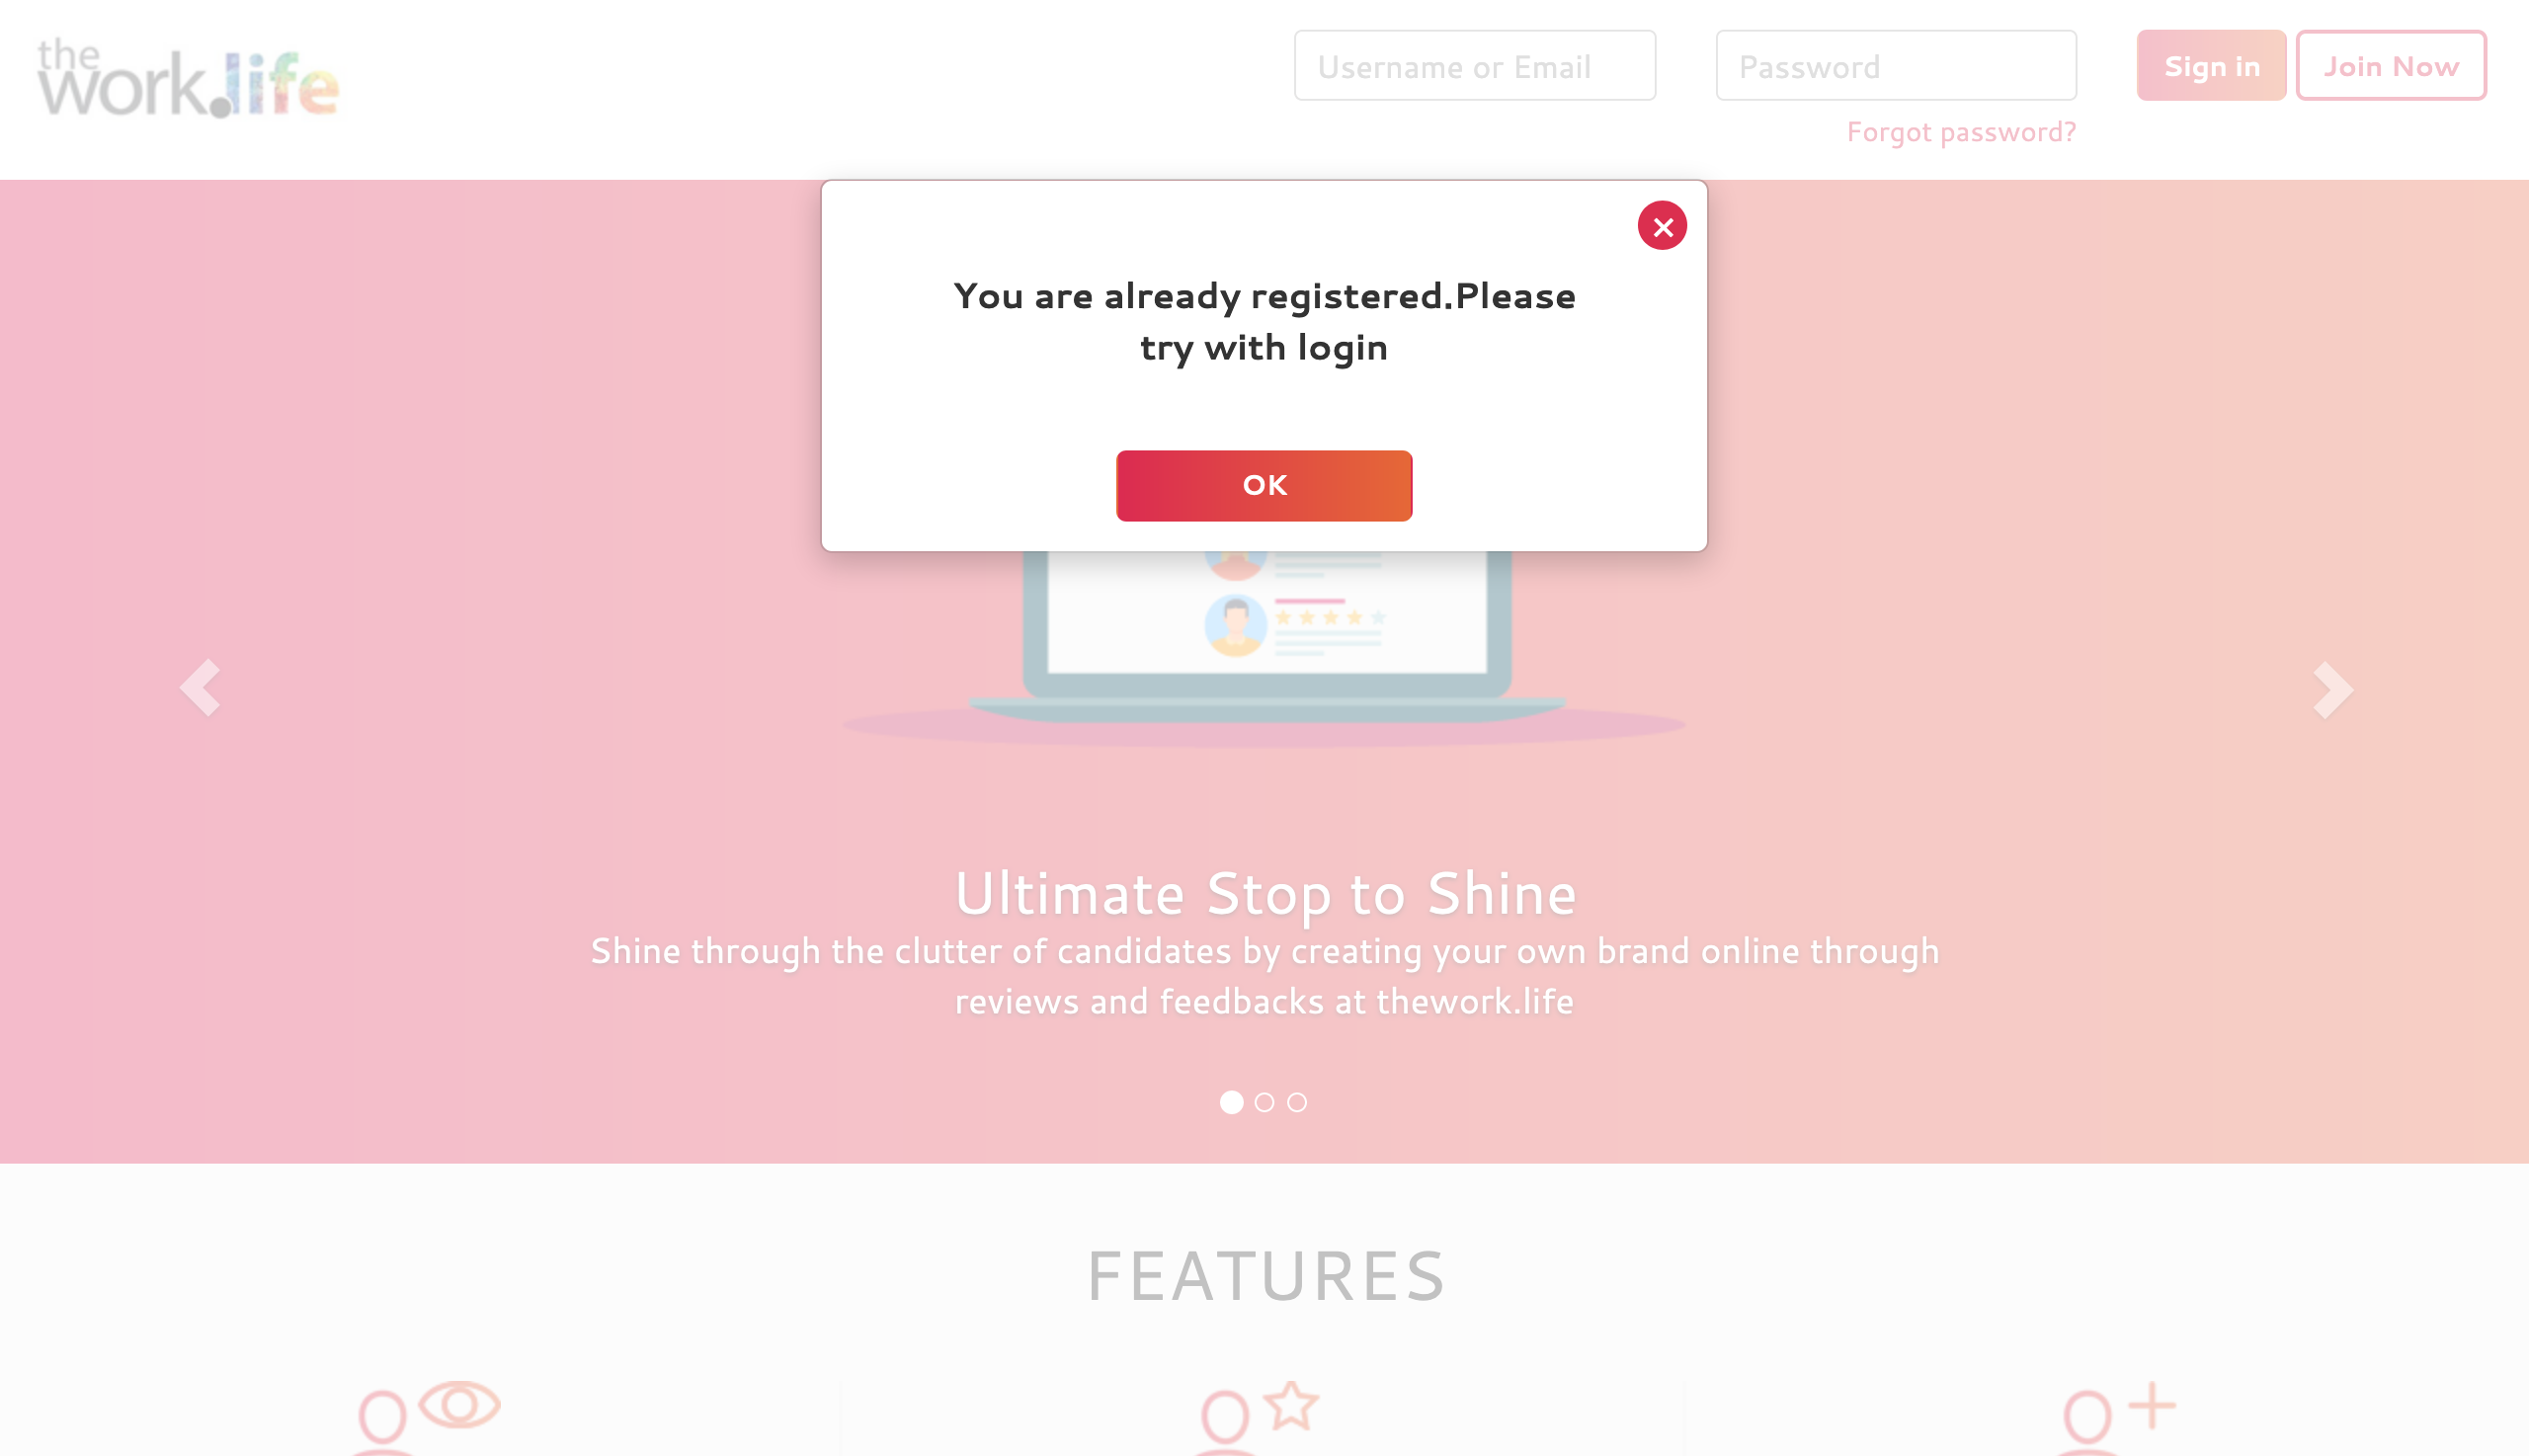 the
work.life
Username or Email
Password
Sign in
Join Now
Forgot password?
You are already registered.Please
try with login
OK
Ultimate Stop to Shine
Shine through the clutter of candidates by creating your own brand online through
reviews and feedbacks at thework.life
FEATURES